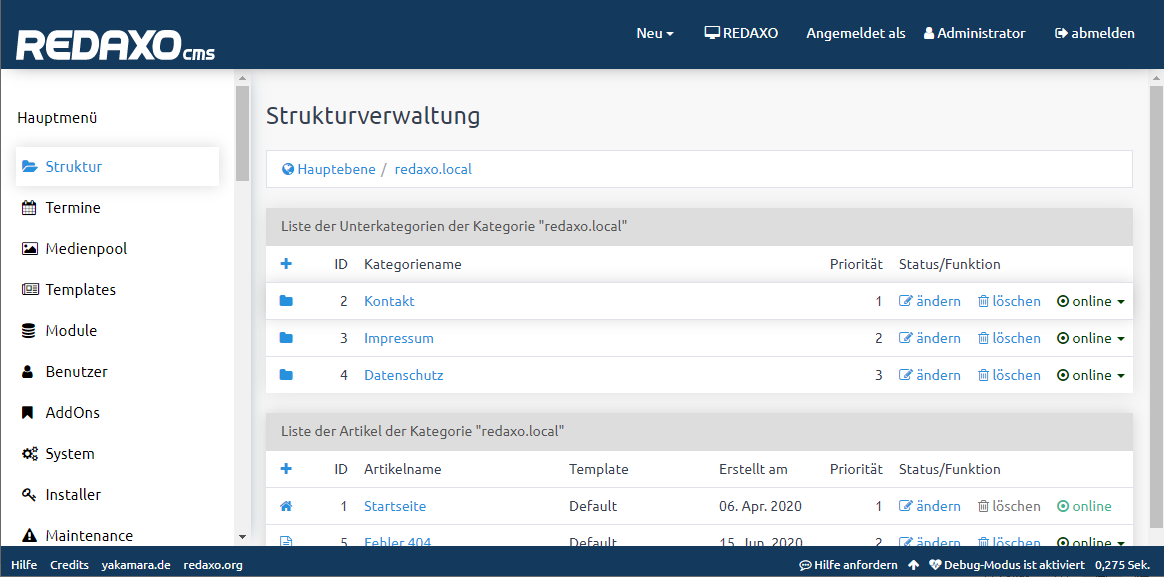 REDAXO cms
Neu REDAXO Angemeldet als Administrator abmelden
Hauptmenü
Struktur
Termine
Medienpool
Templates
Module
Benutzer
AddOns
System
Installer
Maintenance
Strukturverwaltung
Hauptebene / redaxo.local
Liste der Unterkategorien der Kategorie "redaxo.local"
ID Kategoriename Priorität Status/Funktion
2 Kontakt 1 ändern löschen online
3 Impressum 2 ändern löschen online
4 Datenschutz 3 ändern löschen online
Liste der Artikel der Kategorie "redaxo.local"
ID Artikelname Template Erstellt am Priorität Status/Funktion
1 Startseite Default 06. Apr. 2020 1 ändern löschen online
5 Fehler 404 Default 15. Jun. 2020 2 ändern löschen online
Hilfe Credits yakamara.de redaxo.org Hilfe anfordern Debug-Modus ist aktiviert 0,275 Sek.